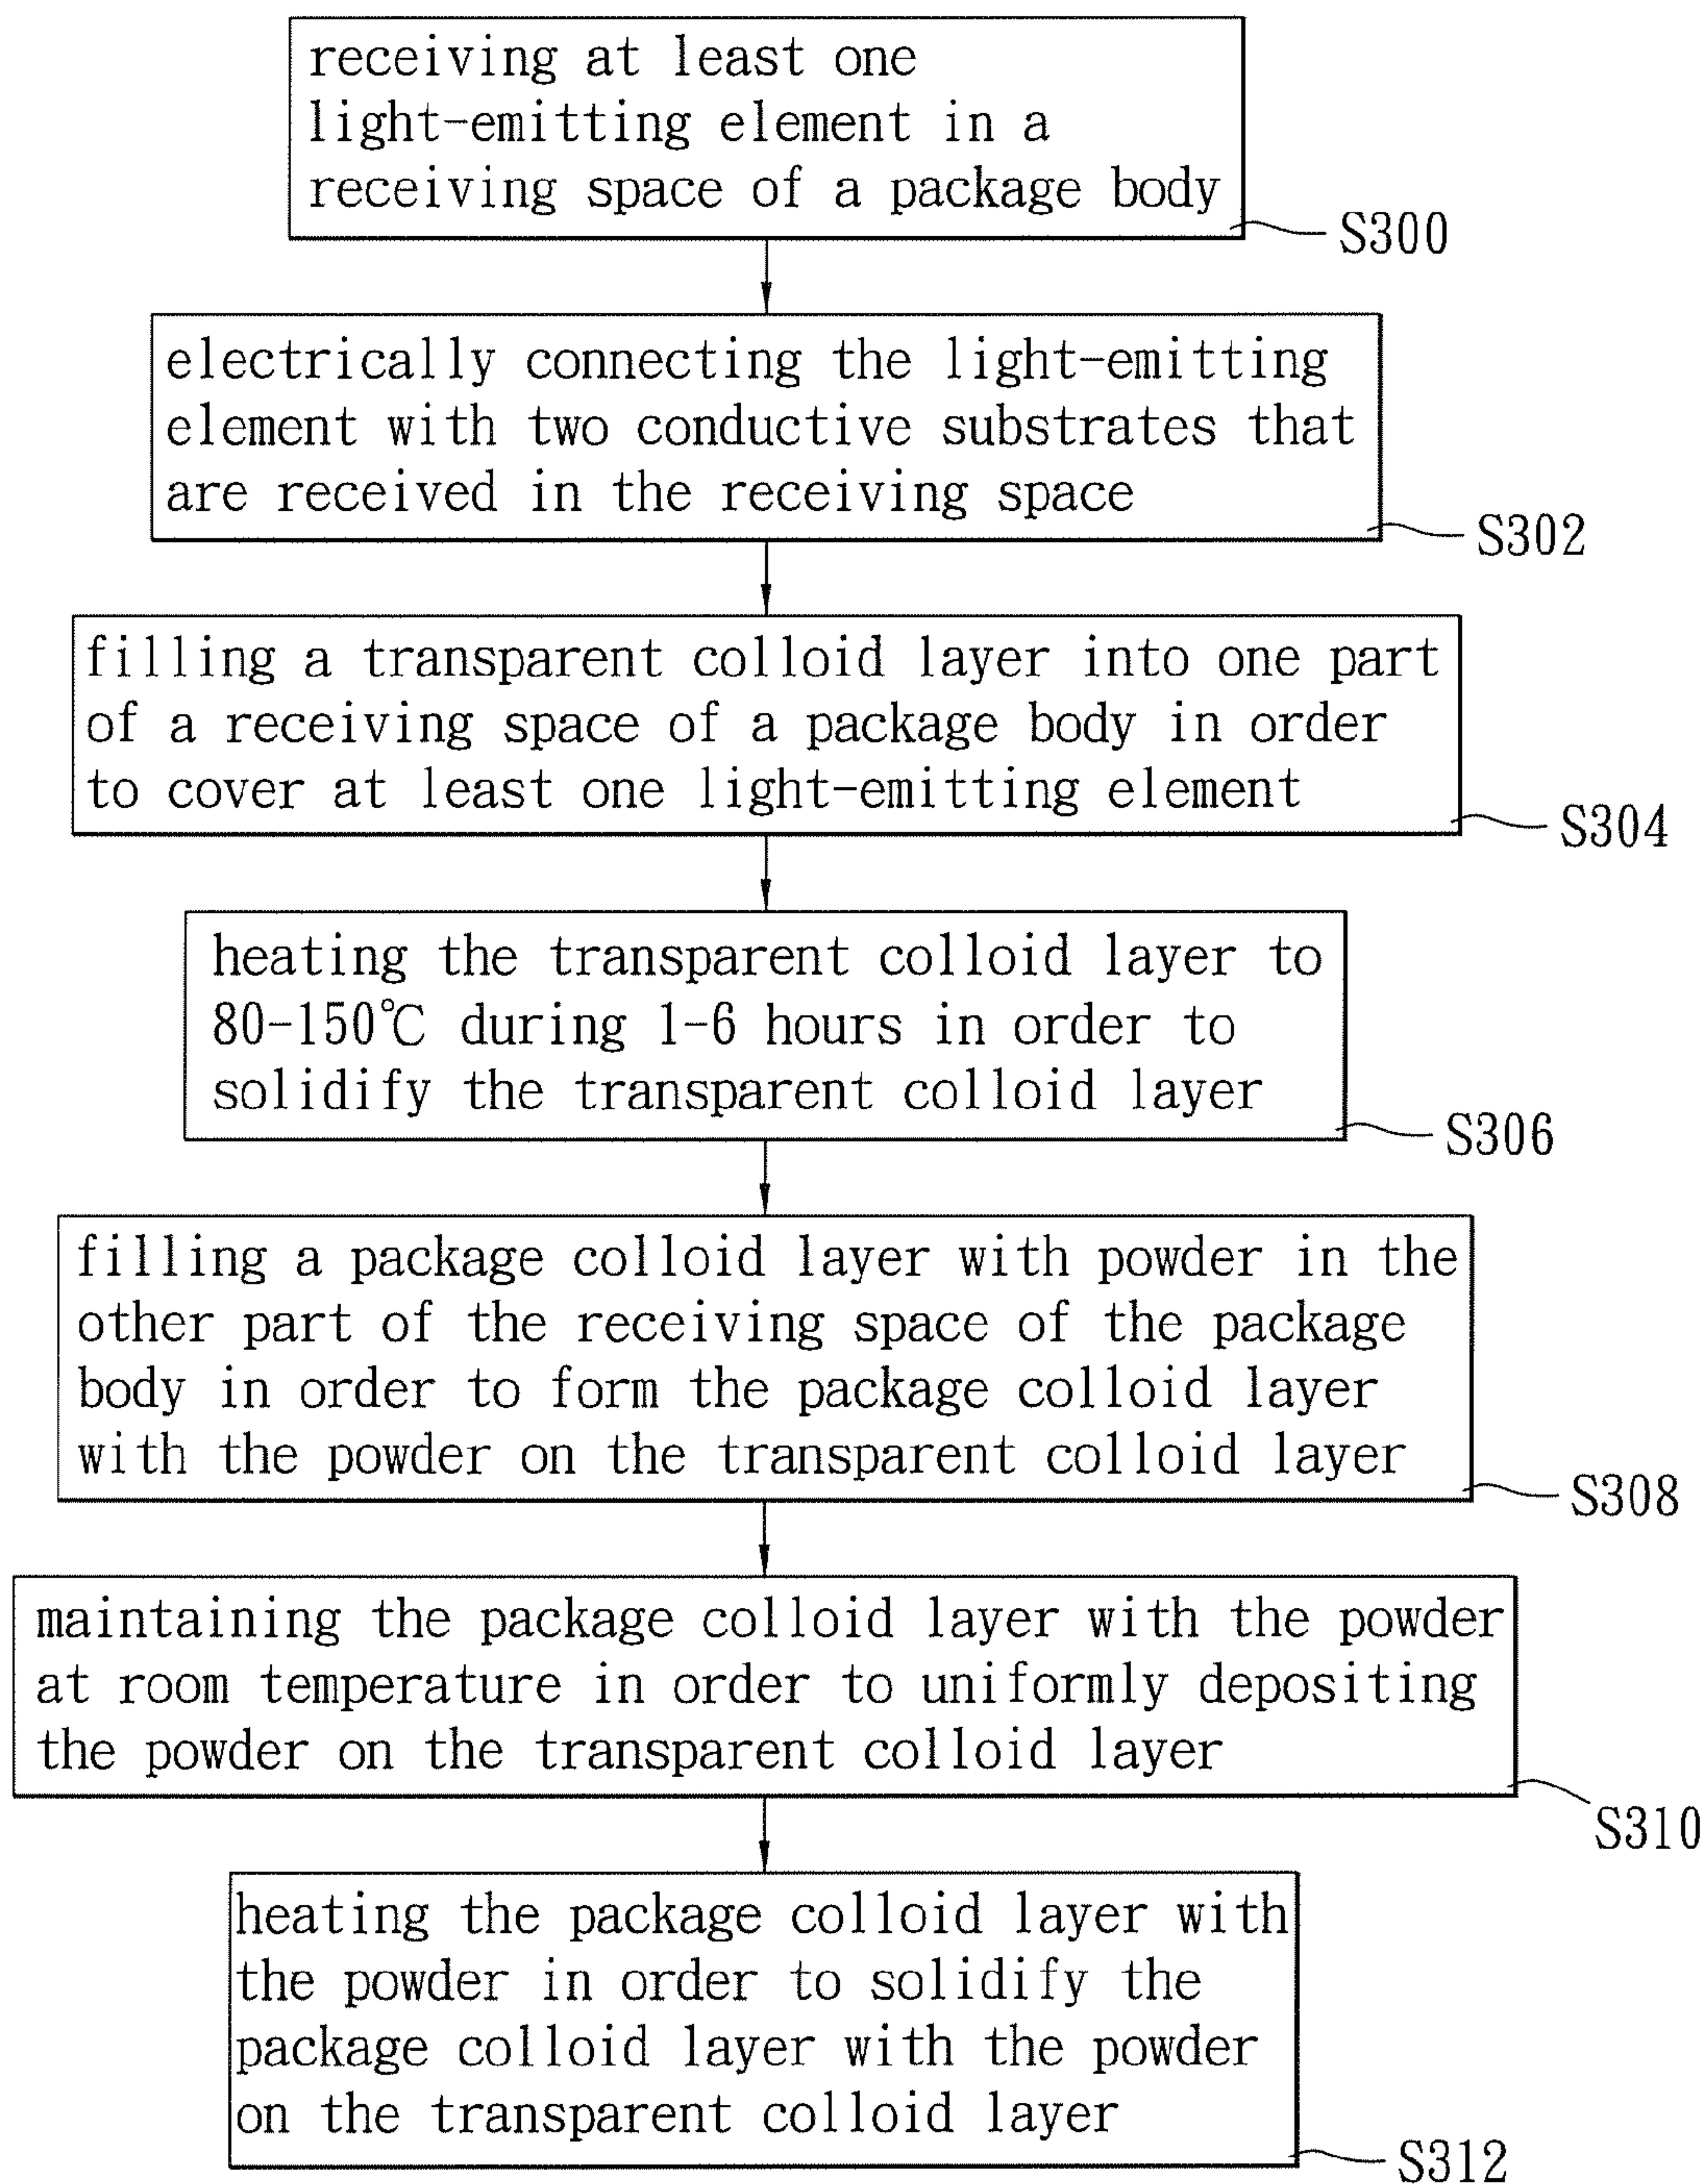 receiving at least one
light-emitting element in a
receiving space of a package body
S300
electrically connecting the light-emitting
element with two conductive substrates that
are received in the receiving space
S302
filling a transparent colloid layer into one part
of a receiving space of a package body in order
to cover at least one light-emitting element
S304
heating the transparent colloid layer to
80-150℃ during 1-6 hours in order to
solidify the transparent colloid layer
S306
filling a package colloid layer with powder in the
other part of the receiving space of the package
body in order to form the package colloid layer
with the powder on the transparent colloid layer
S308
maintaining the package colloid layer with the powder
at room temperature in order to uniformly depositing
the powder on the transparent colloid layer
S310
heating the package colloid layer with
the powder in order to solidify the
package colloid layer with the powder
on the transparent colloid layer
S312